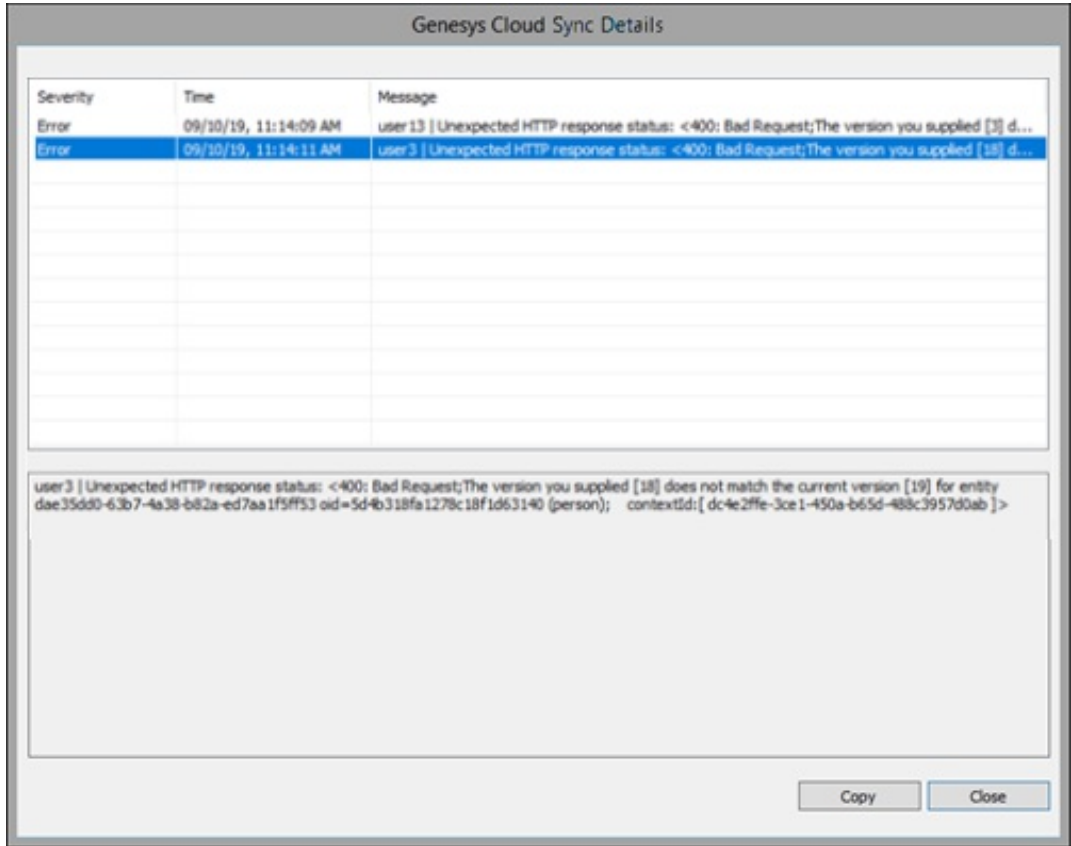 Genesys Cloud Sync Details
Severity Time Message
Error 09/10/19, 11:14:09 AM user13 | Unexpected HTTP response status: <400: Bad Request;The version you supplied [3] d...
Error 09/10/19, 11:14:11 AM user3 | Unexpected HTTP response status: <400: Bad Request;The version you supplied [18] d...
user3 | Unexpected HTTP response status: <400: Bad Request;The version you supplied [18] does not match the current version [19] for entity
dae35dd0-63b7-4a38-b82a-ed7aa1f5ff53 oid=5d4b318fa1278c18f1d63140 (person); contextId:[ dc4e2ffe-3ce1-450a-b65d-488c3957d0ab ]>
Copy Close